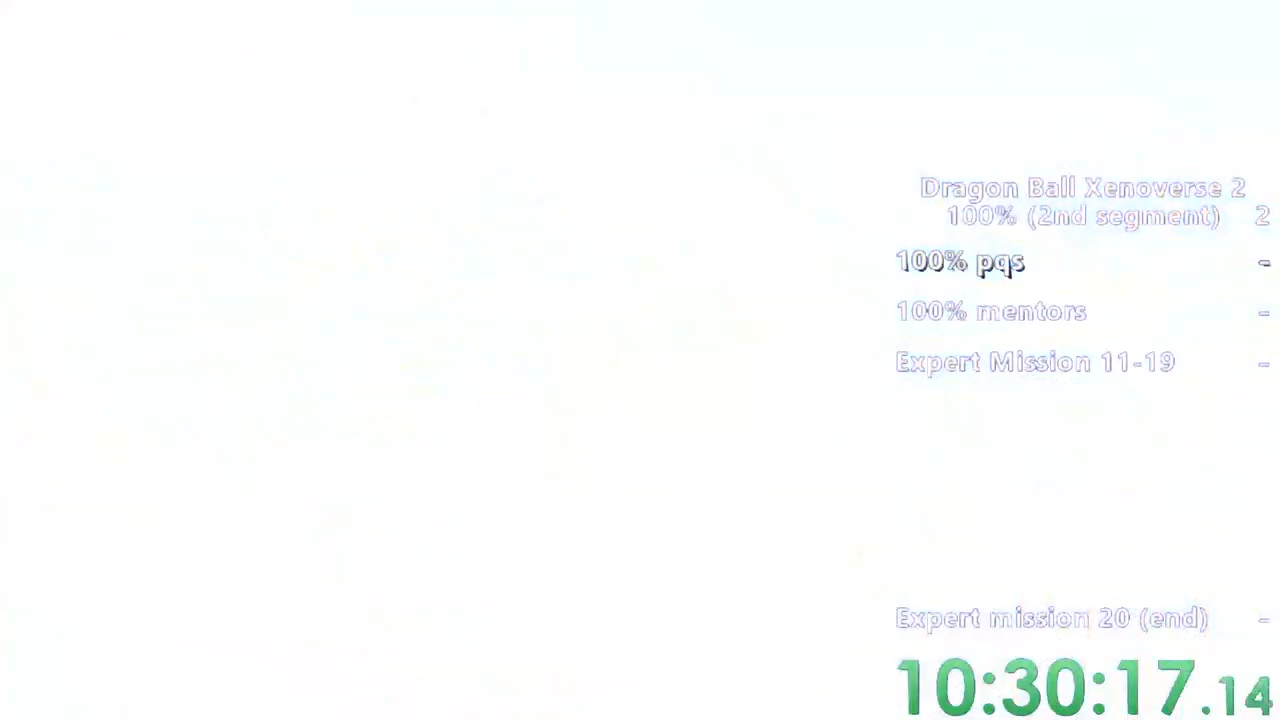 Dragon Ball Xenoverse 2
100% (2nd segment) 2
100% pqs -
100% mentors -
Expert Mission 11-19 -
Expert mission 20 (end) -
10:30:17.14